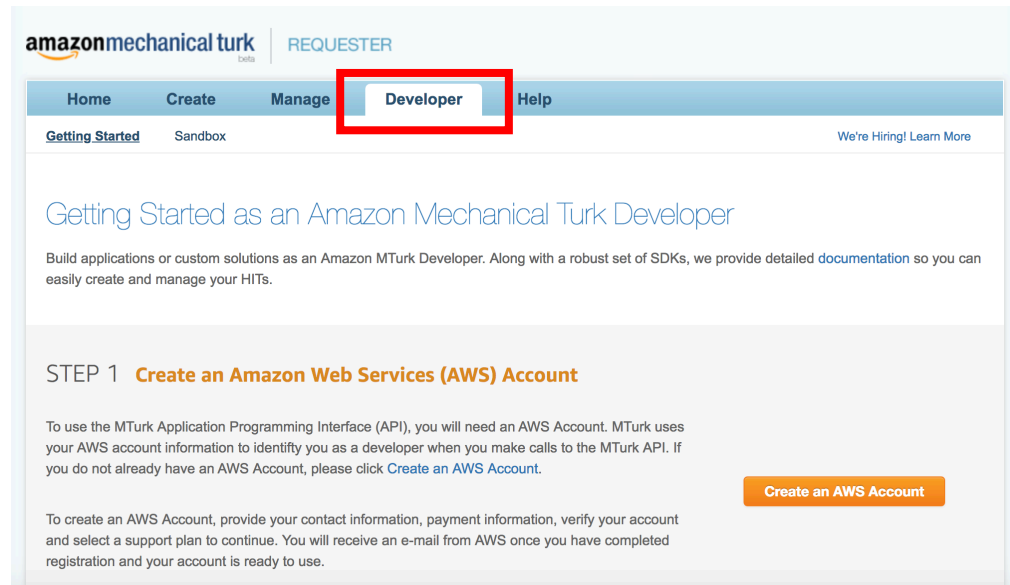 amazonmechanical turk
beta
REQUESTER
Home Create Manage Developer Help
Getting Started Sandbox We're Hiring! Learn More
Getting Started as an Amazon Mechanical Turk Developer
Build applications or custom solutions as an Amazon MTurk Developer. Along with a robust set of SDKs, we provide detailed documentation so you can
easily create and manage your HITs.
STEP 1 Create an Amazon Web Services (AWS) Account
To use the MTurk Application Programming Interface (API), you will need an AWS Account. MTurk uses
your AWS account information to identifty you as a developer when you make calls to the MTurk API. If
you do not already have an AWS Account, please click Create an AWS Account.
Create an AWS Account
To create an AWS Account, provide your contact information, payment information, verify your account
and select a support plan to continue. You will receive an e-mail from AWS once you have completed
registration and your account is ready to use.